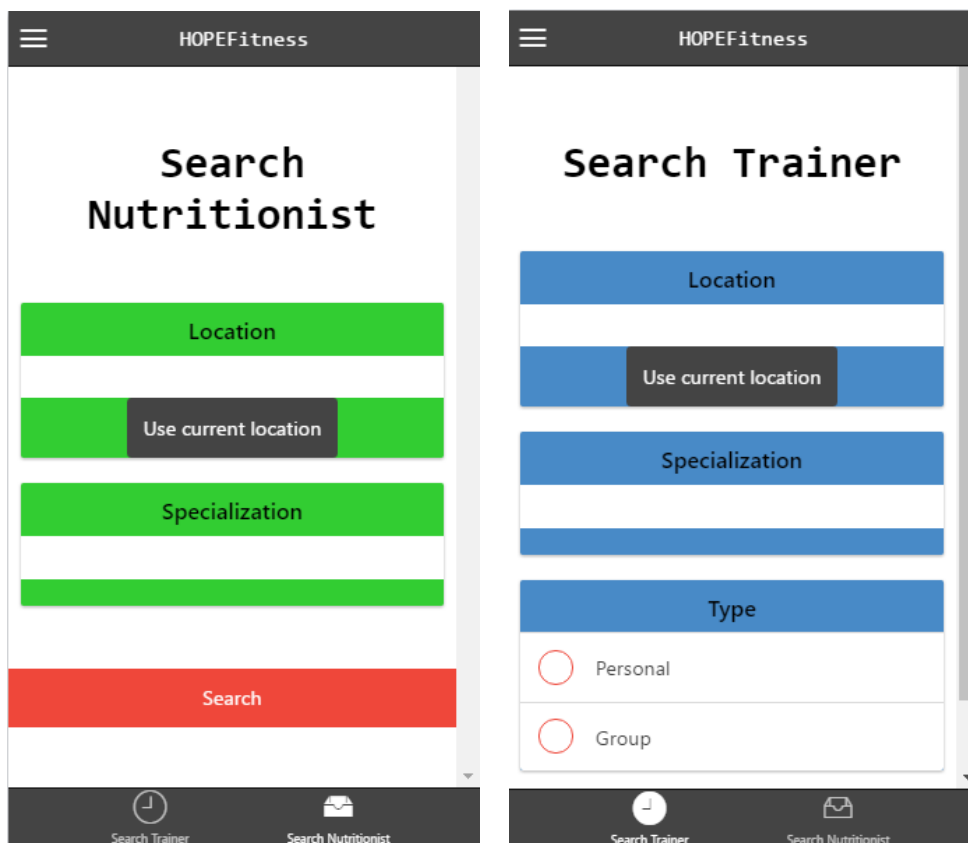 HOPEFitness
Search
Nutritionist
Location
Use current location
Specialization
Search
Search Trainer
Search Nutritionist
HOPEFitness
Search Trainer
Location
Use current location
Specialization
Type
Personal
Group
Search Trainer
Search Nutritionist